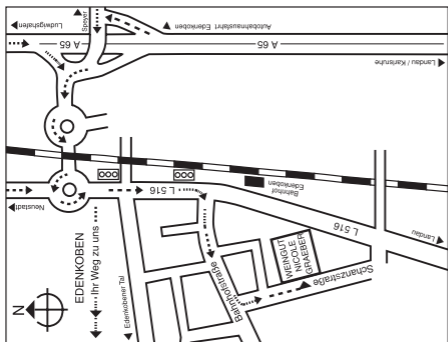 Ludwigshafen
Speyer
Autobahnausfahrt Edenkoben
A 65
A 65
Landau / Karlsruhe
Bahnhof
Edenkoben
Neustadt
L 516
L 516
Landau
EDENKOBEN
Ihr Weg zu uns
Edenkobener Tal
Bahnhofstraße
WEINGUT
NICOLE
GRAEBER
Schanzstraße
N